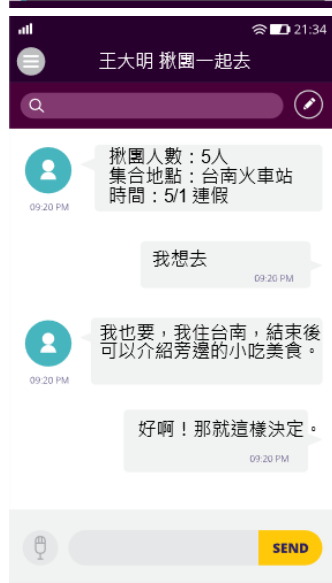 21:34
王大明 揪團一起去
揪團人數：5人
集合地點：台南火車站
時間：5/1 連假
09:20 PM
我想去
09:20 PM
我也要，我住台南，結束後
可以介紹旁邊的小吃美食。
09:20 PM
好啊！那就這樣決定。
09:20 PM
SEND